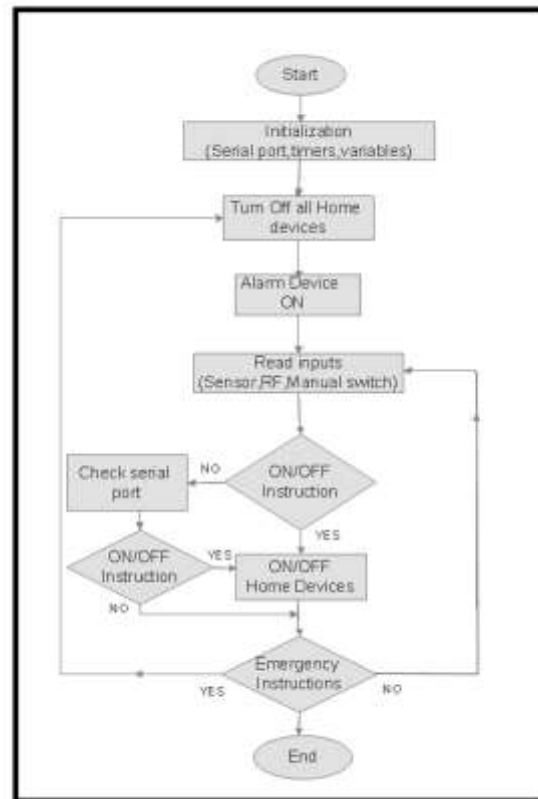 Start
Initialization
(Serial port,timers,variables)
Turn Off all Home
devices
Alarm Device
ON
Read inputs
(Sensor,RF,Manual switch)
ON/OFF
Instruction
NO
YES
Check serial
port
ON/OFF
Instruction
YES
NO
ON/OFF
Home Devices
Emergency
Instructions
YES
NO
End